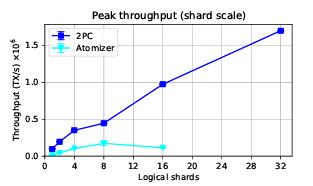 Peak throughput (shard scale)
2PC
Atomizer
Throughput (TX/s) ×10⁶
1.5
1.0
0.5
0.0
0 4 8 12 16 20 24 28 32
Logical shards